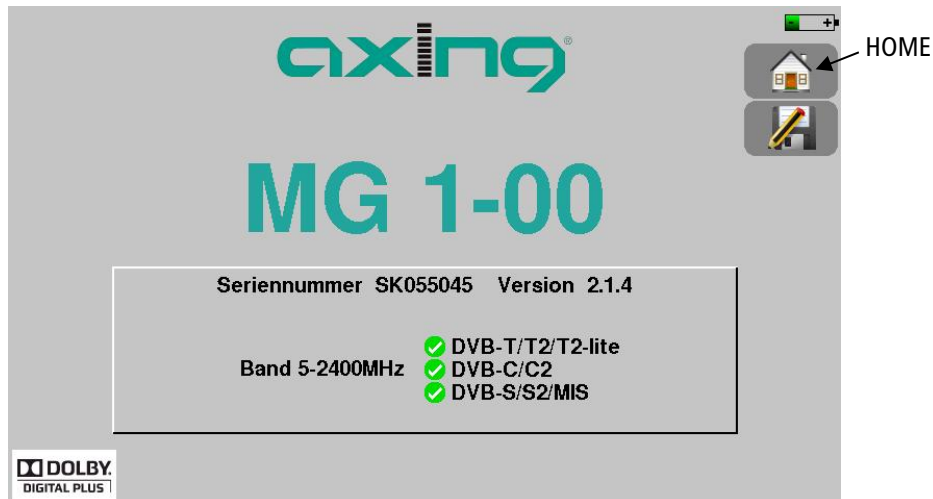 axing®
HOME
MG 1-00
Seriennummer SK055045 Version 2.1.4
Band 5-2400MHz
DVB-T/T2/T2-lite
DVB-C/C2
DVB-S/S2/MIS
DOLBY.
DIGITAL PLUS